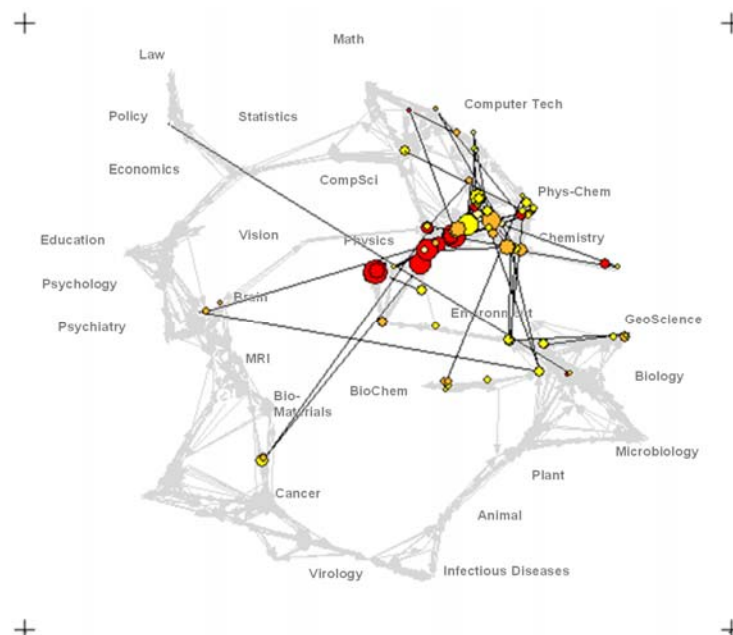 Math
Law
Computer Tech
Policy
Statistics
Economics
CompSci
Phys-Chem
Education
Vision
Physics
Chemistry
Psychology
Brain
Environment
GeoScience
Psychiatry
MRI
BioChem
Biology
Bio-
Materials
Microbiology
Plant
Cancer
Animal
Virology
Infectious Diseases